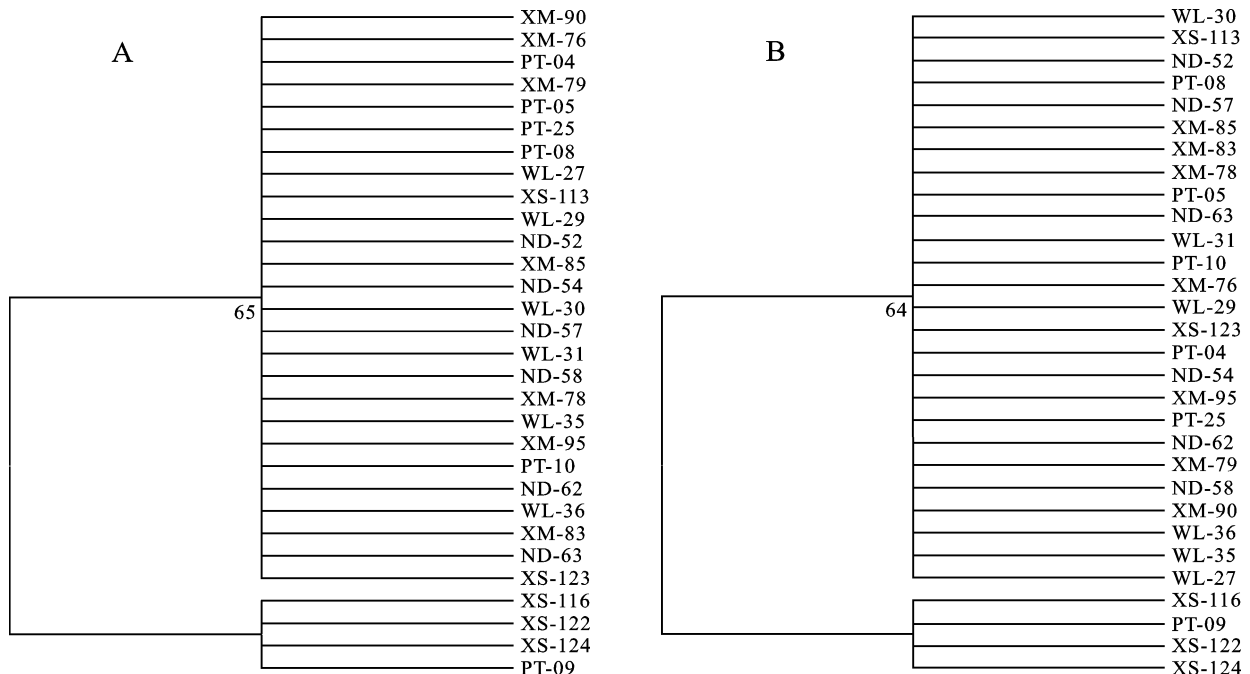 A
XM-90
XM-76
PT-04
XM-79
PT-05
PT-25
PT-08
WL-27
XS-113
WL-29
ND-52
XM-85
ND-54
WL-30
ND-57
WL-31
ND-58
XM-78
WL-35
XM-95
PT-10
ND-62
WL-36
XM-83
ND-63
XS-123
XS-116
XS-122
XS-124
PT-09
65
B
WL-30
XS-113
ND-52
PT-08
ND-57
XM-85
XM-83
XM-78
PT-05
ND-63
WL-31
PT-10
XM-76
WL-29
XS-123
PT-04
ND-54
XM-95
PT-25
ND-62
XM-79
ND-58
XM-90
WL-36
WL-35
WL-27
XS-116
PT-09
XS-122
XS-124
64